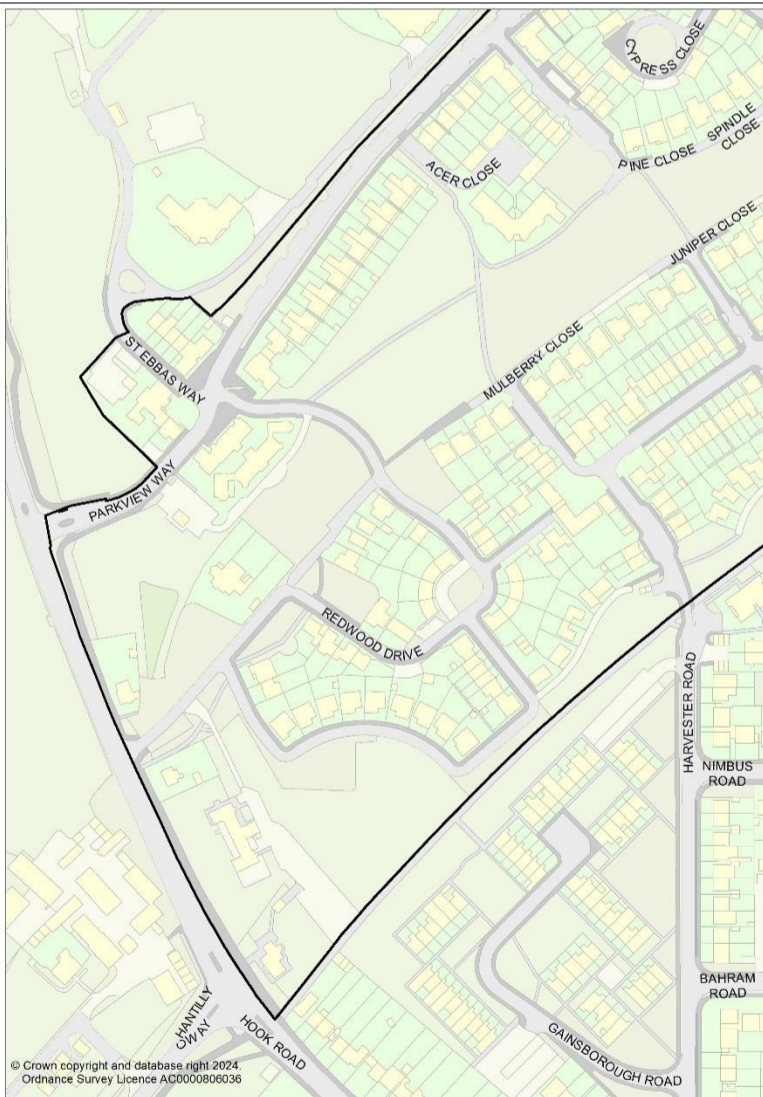 CYPRESS CLOSE
SPINDLE
CLOSE
PINE CLOSE
ACER CLOSE
JUNIPER CLOSE
MULBERRY CLOSE
ST EBBAS WAY
PARKVIEW WAY
REDWOOD DRIVE
HARVESTER ROAD
NIMBUS
ROAD
BAHRAM
ROAD
HANTILLY
WAY
HOOK ROAD
GAINSBOROUGH ROAD
© Crown copyright and database right 2024.
Ordnance Survey Licence AC0000806036